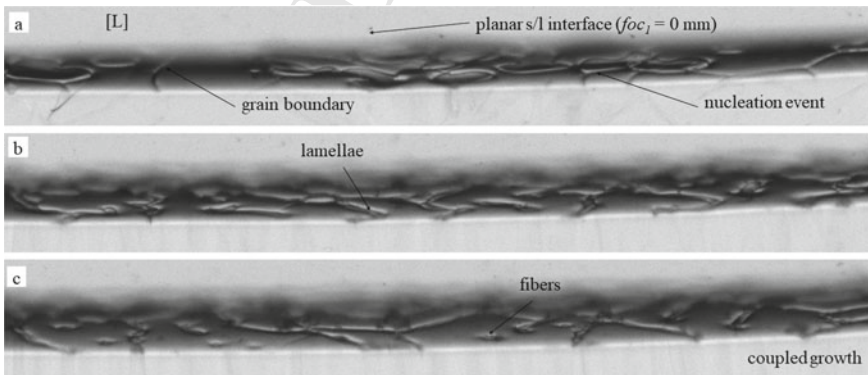 a
[L]
planar s/l interface (foc₁ = 0 mm)
grain boundary
nucleation event
b
lamellae
c
fibers
coupled growth